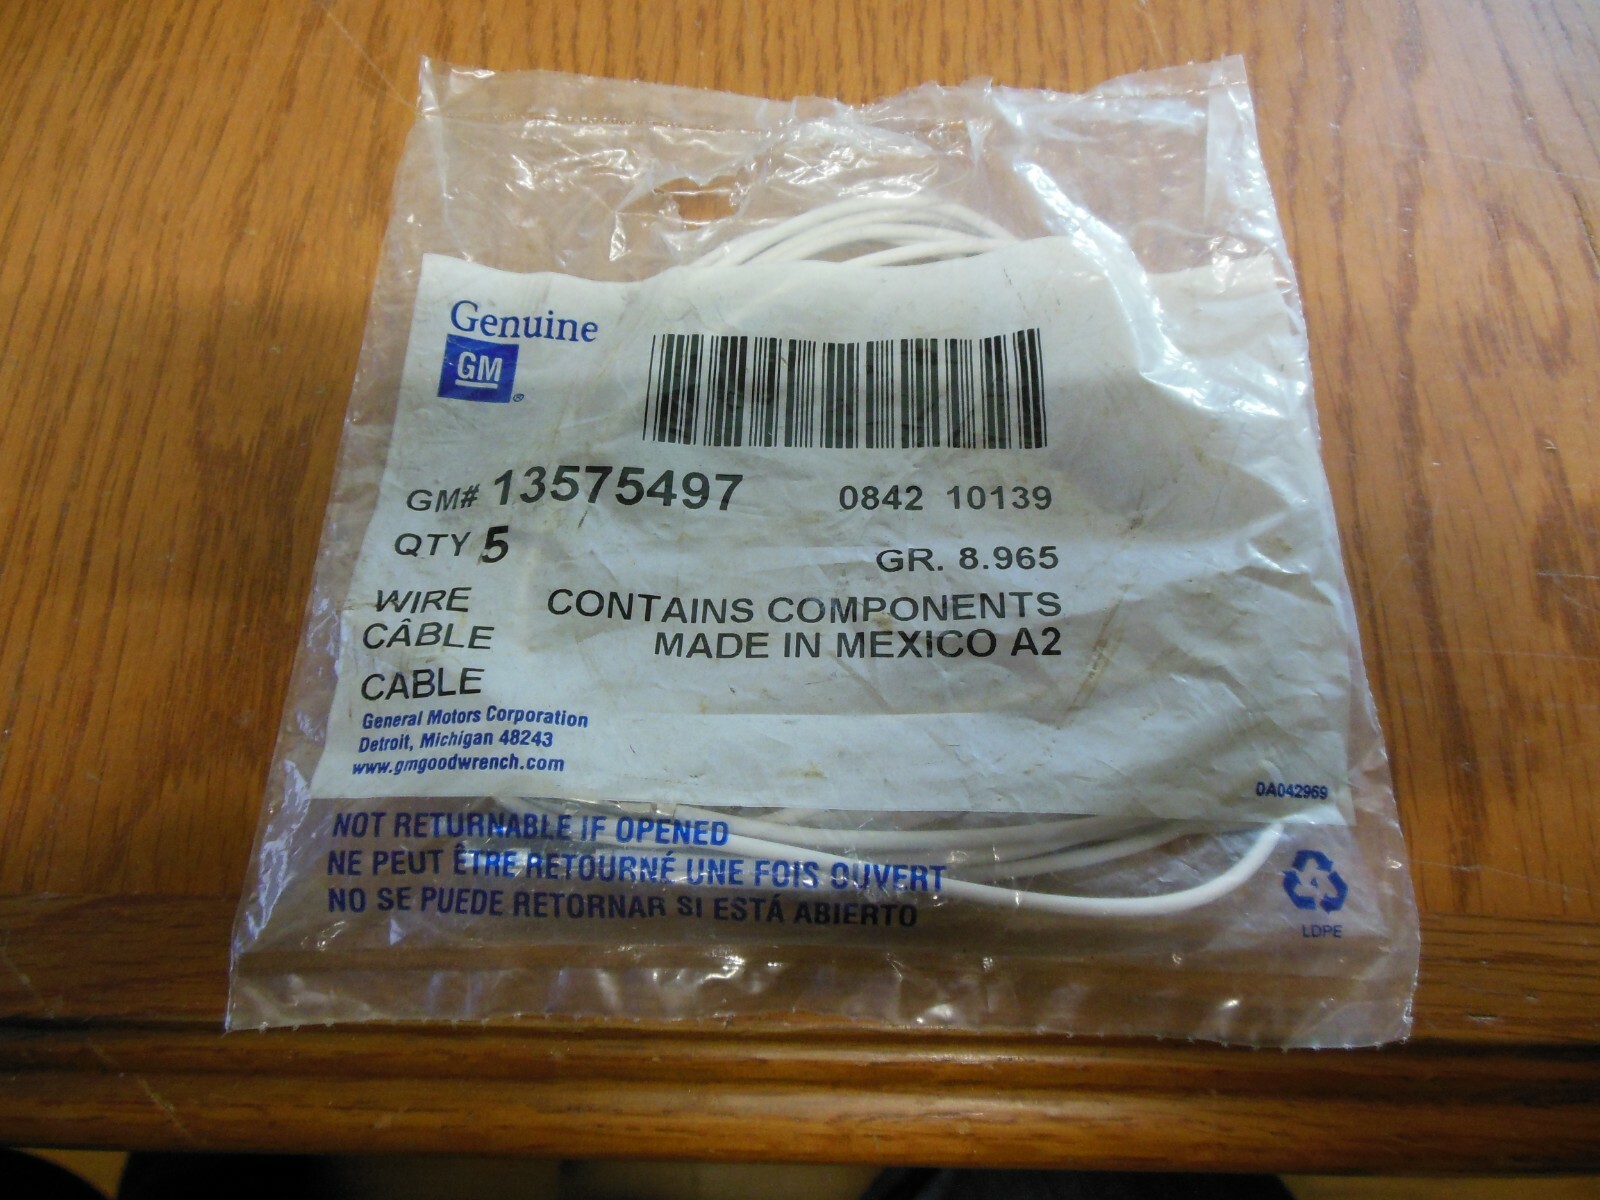 Genuine
GM®
GM# 13575497 0842 10139
QTY 5 GR. 8.965
WIRE CONTAINS COMPONENTS
CÂBLE MADE IN MEXICO A2
CABLE
General Motors Corporation
Detroit, Michigan 48243
www.gmgoodwrench.com
0A042969
NOT RETURNABLE IF OPENED
NE PEUT ÊTRE RETOURNÉ UNE FOIS OUVERT
NO SE PUEDE RETORNAR SI ESTÁ ABIERTO
4
LDPE